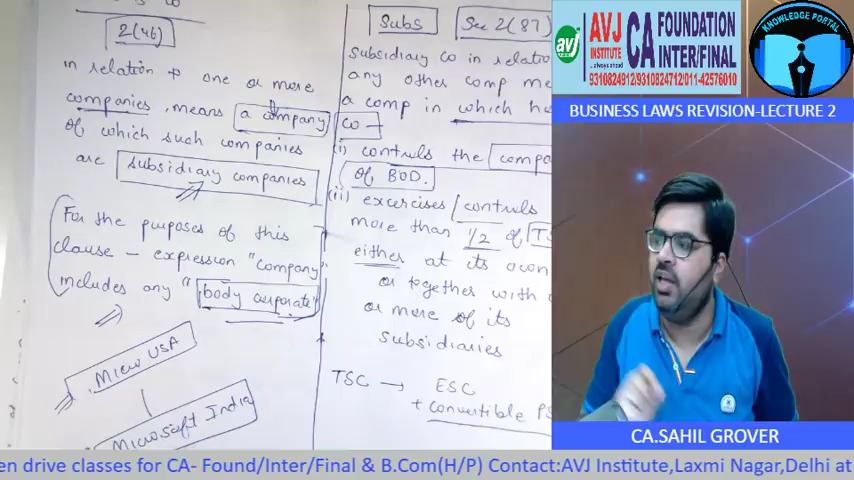 2(46)
in relation to one or more
companies, means a company
of which such companies
are subsidiary companies
For the purposes of this
clause - expression "company"
includes any "body corporate"
Micro USA
Microsoft India
Subs Sec 2(87)
Subsidiary Co in relatio
any other comp me
a comp in which ho
Co -
(i) controls the compo
of BOD.
(ii) excercises controls
more than 1/2 of TS
either at its own
or together with
or more of its
subsidiaries
TSC → ESC
+ convertible PS
avj
AVJ
INSTITUTE
...always ahead
CA
FOUNDATION
INTER/FINAL
9310824912/9310824712/011-42576010
KNOWLEDGE PORTAL
BUSINESS LAWS REVISION-LECTURE 2
CA.SAHIL GROVER
en drive classes for CA- Found/Inter/Final & B.Com(H/P) Contact:AVJ Institute,Laxmi Nagar,Delhi at